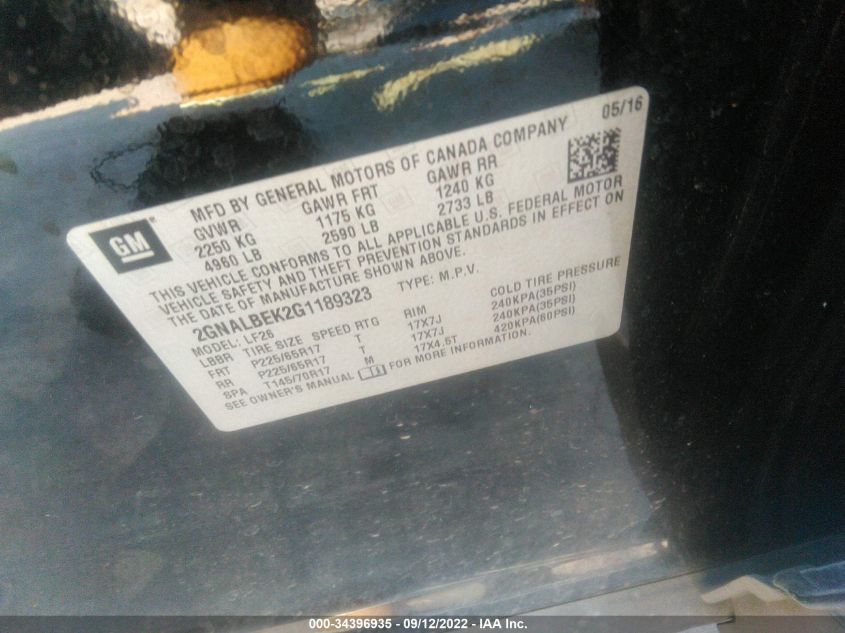 05/16
MFD BY GENERAL MOTORS OF CANADA COMPANY
GVWR GAWR FRT GAWR RR
2250 KG 1175 KG 1240 KG
4960 LB 2590 LB 2733 LB
GM
THIS VEHICLE CONFORMS TO ALL APPLICABLE U.S. FEDERAL MOTOR
VEHICLE SAFETY AND THEFT PREVENTION STANDARDS IN EFFECT ON
THE DATE OF MANUFACTURE SHOWN ABOVE.
2GNALBEK2G1189323 TYPE: M.P.V.
MODEL: LF26
LBBR TIRE SIZE SPEED RTG RIM COLD TIRE PRESSURE
FRT P225/65R17 T 17X7J 240KPA(35PSI)
RR P225/65R17 T 17X7J 240KPA(35PSI)
SPA T145/70R17 M 17X4.5T 420KPA(60PSI)
SEE OWNER'S MANUAL FOR MORE INFORMATION.
000-34396935 - 09/12/2022 - IAA Inc.